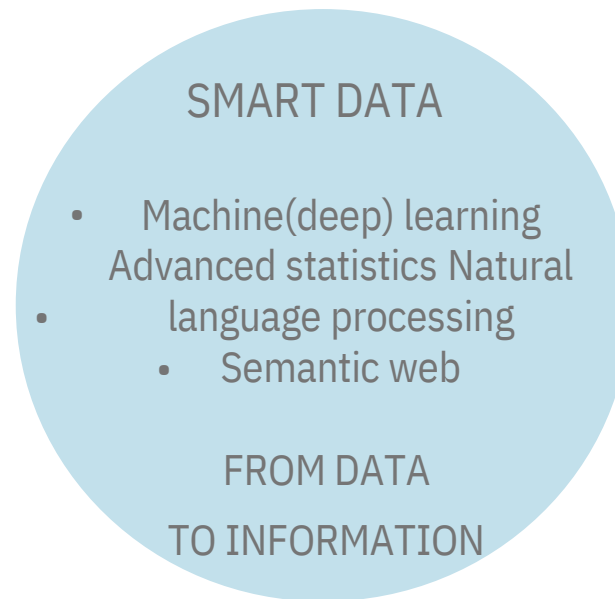 SMART DATA
• Machine(deep) learning
Advanced statistics Natural
• language processing
• Semantic web
FROM DATA
TO INFORMATION